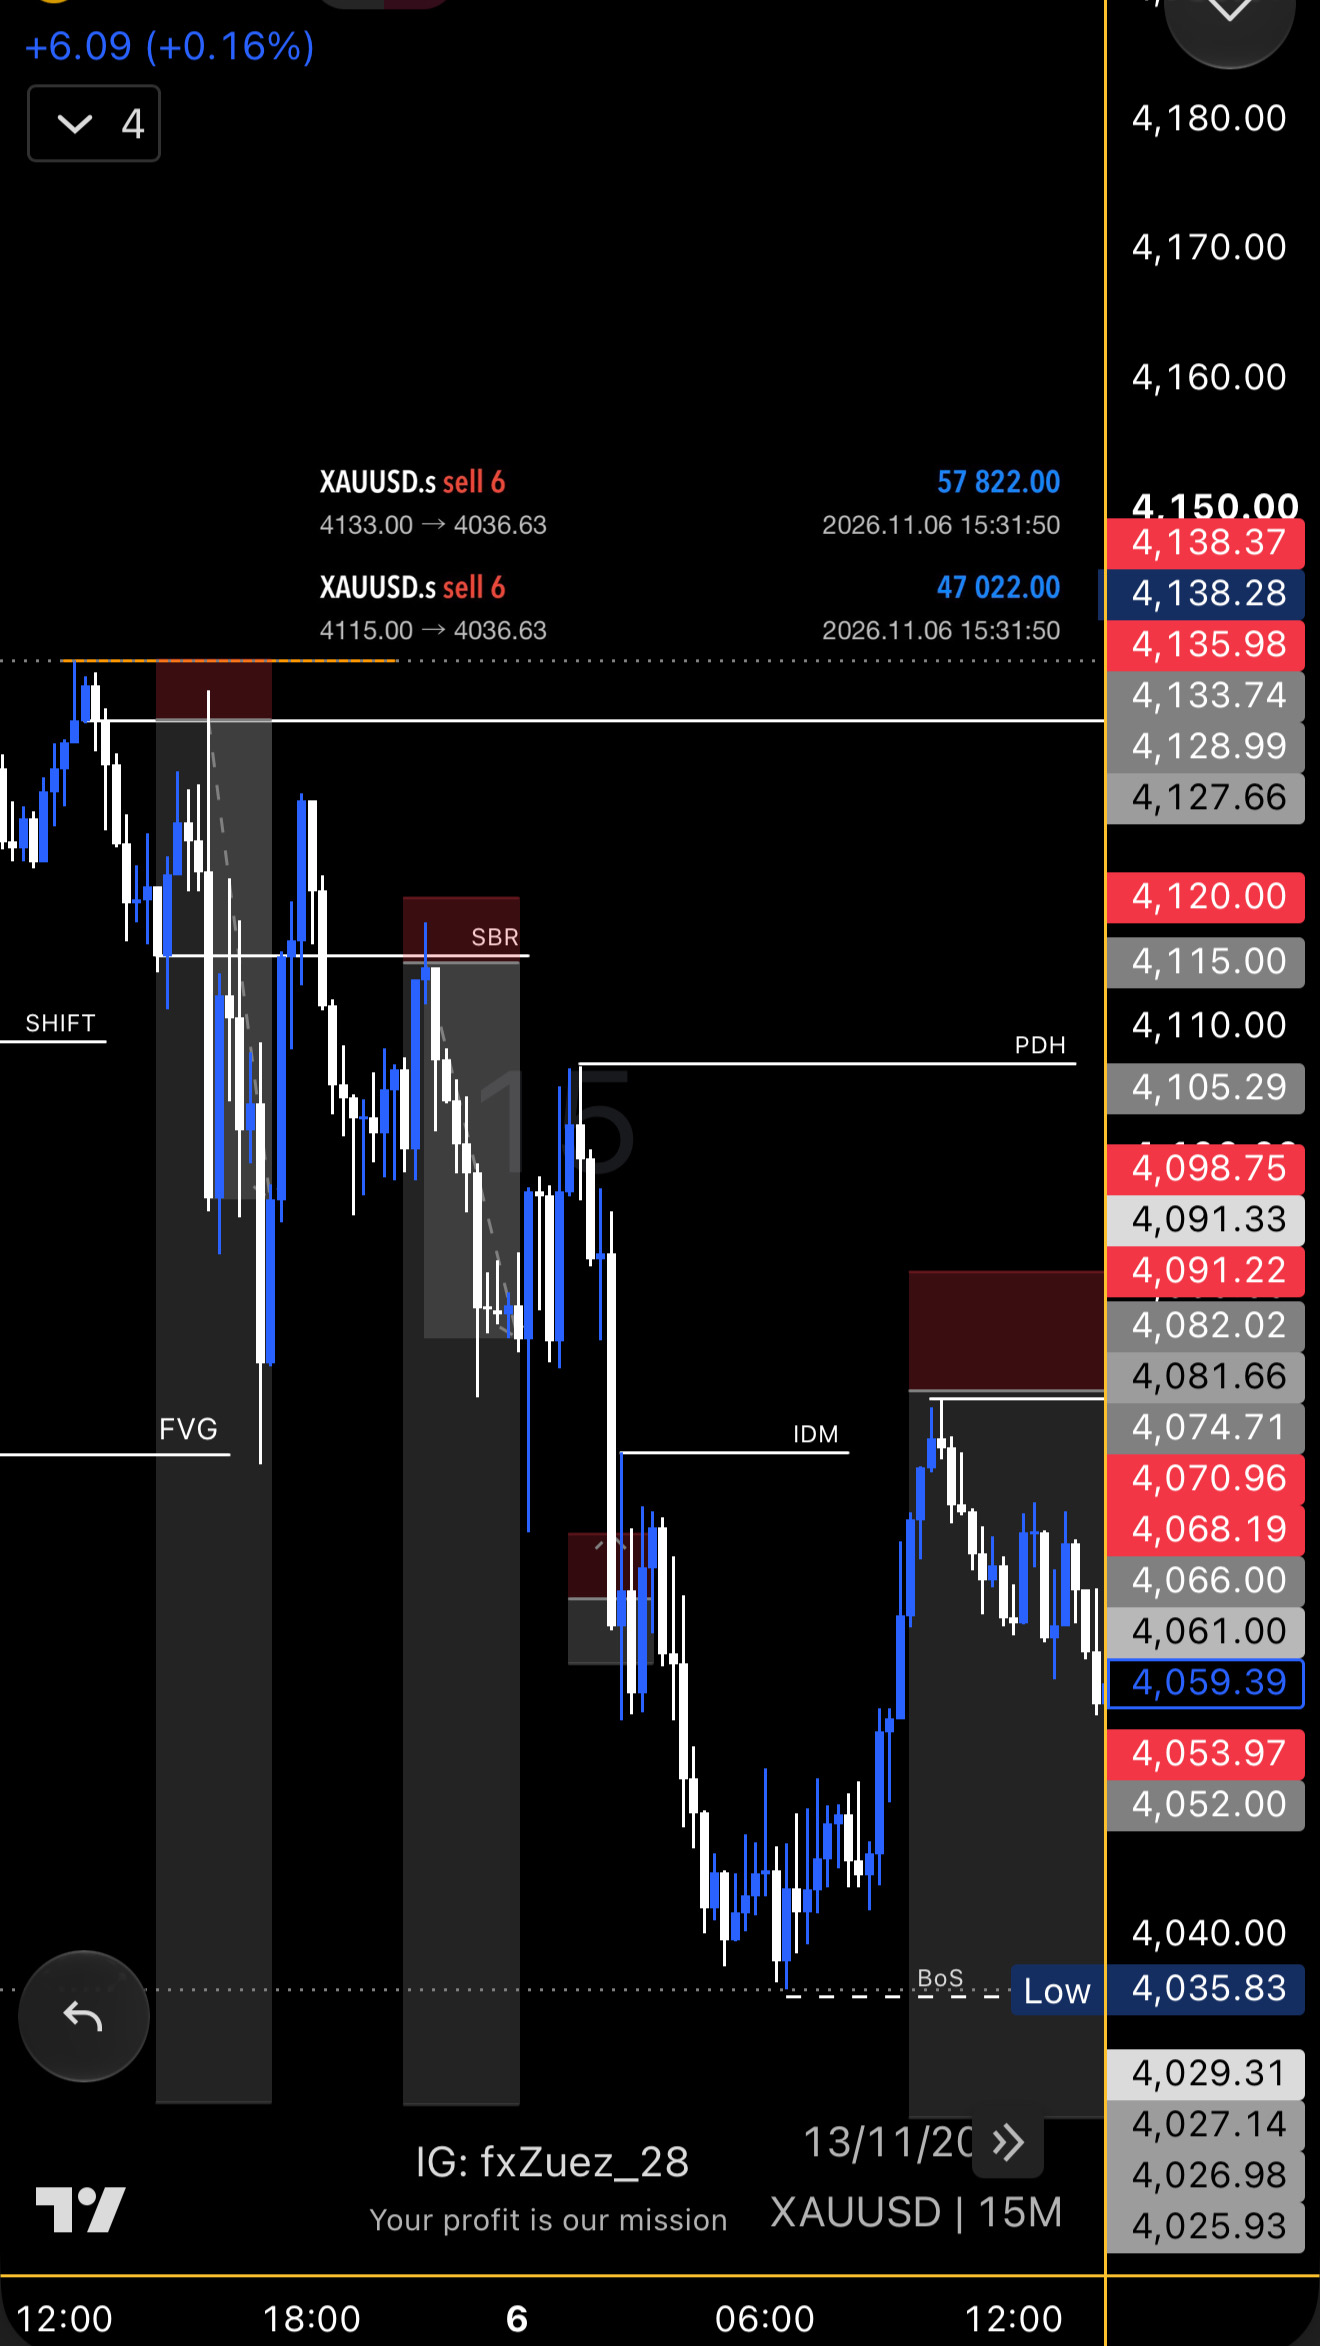 +6.09 (+0.16%)
4
4,180.00
4,170.00
4,160.00
XAUUSD.s sell 6 57 822.00
4133.00 → 4036.63 2026.11.06 15:31:50
4,150.00
4,138.37
XAUUSD.s sell 6 47 022.00
4,138.28
4115.00 → 4036.63 2026.11.06 15:31:50
4,135.98
4,133.74
4,128.99
4,127.66
4,120.00
SBR
4,115.00
SHIFT
4,110.00
PDH
4,105.29
15
4,098.75
4,091.33
4,091.22
4,082.02
4,081.66
FVG
4,074.71
IDM
4,070.96
4,068.19
4,066.00
4,061.00
4,059.39
4,053.97
4,052.00
4,040.00
BoS
Low 4,035.83
4,029.31
4,027.14
13/11/20
IG: fxZuez_28
4,026.98
XAUUSD | 15M
Your profit is our mission
4,025.93
12:00 18:00 6 06:00 12:00